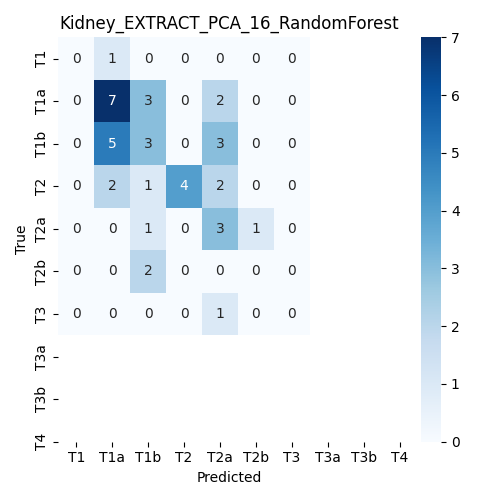 Kidney_EXTRACT_PCA_16_RandomForest
T1 0 1 0 0 0 0 0
T1a 0 7 3 0 2 0 0
T1b 0 5 3 0 3 0 0
T2 0 2 1 4 2 0 0
T2a 0 0 1 0 3 1 0
T2b 0 0 2 0 0 0 0
T3 0 0 0 0 1 0 0
T3a
T3b
T4
T1 T1a T1b T2 T2a T2b T3 T3a T3b T4
Predicted
True
7
6
5
4
3
2
1
0